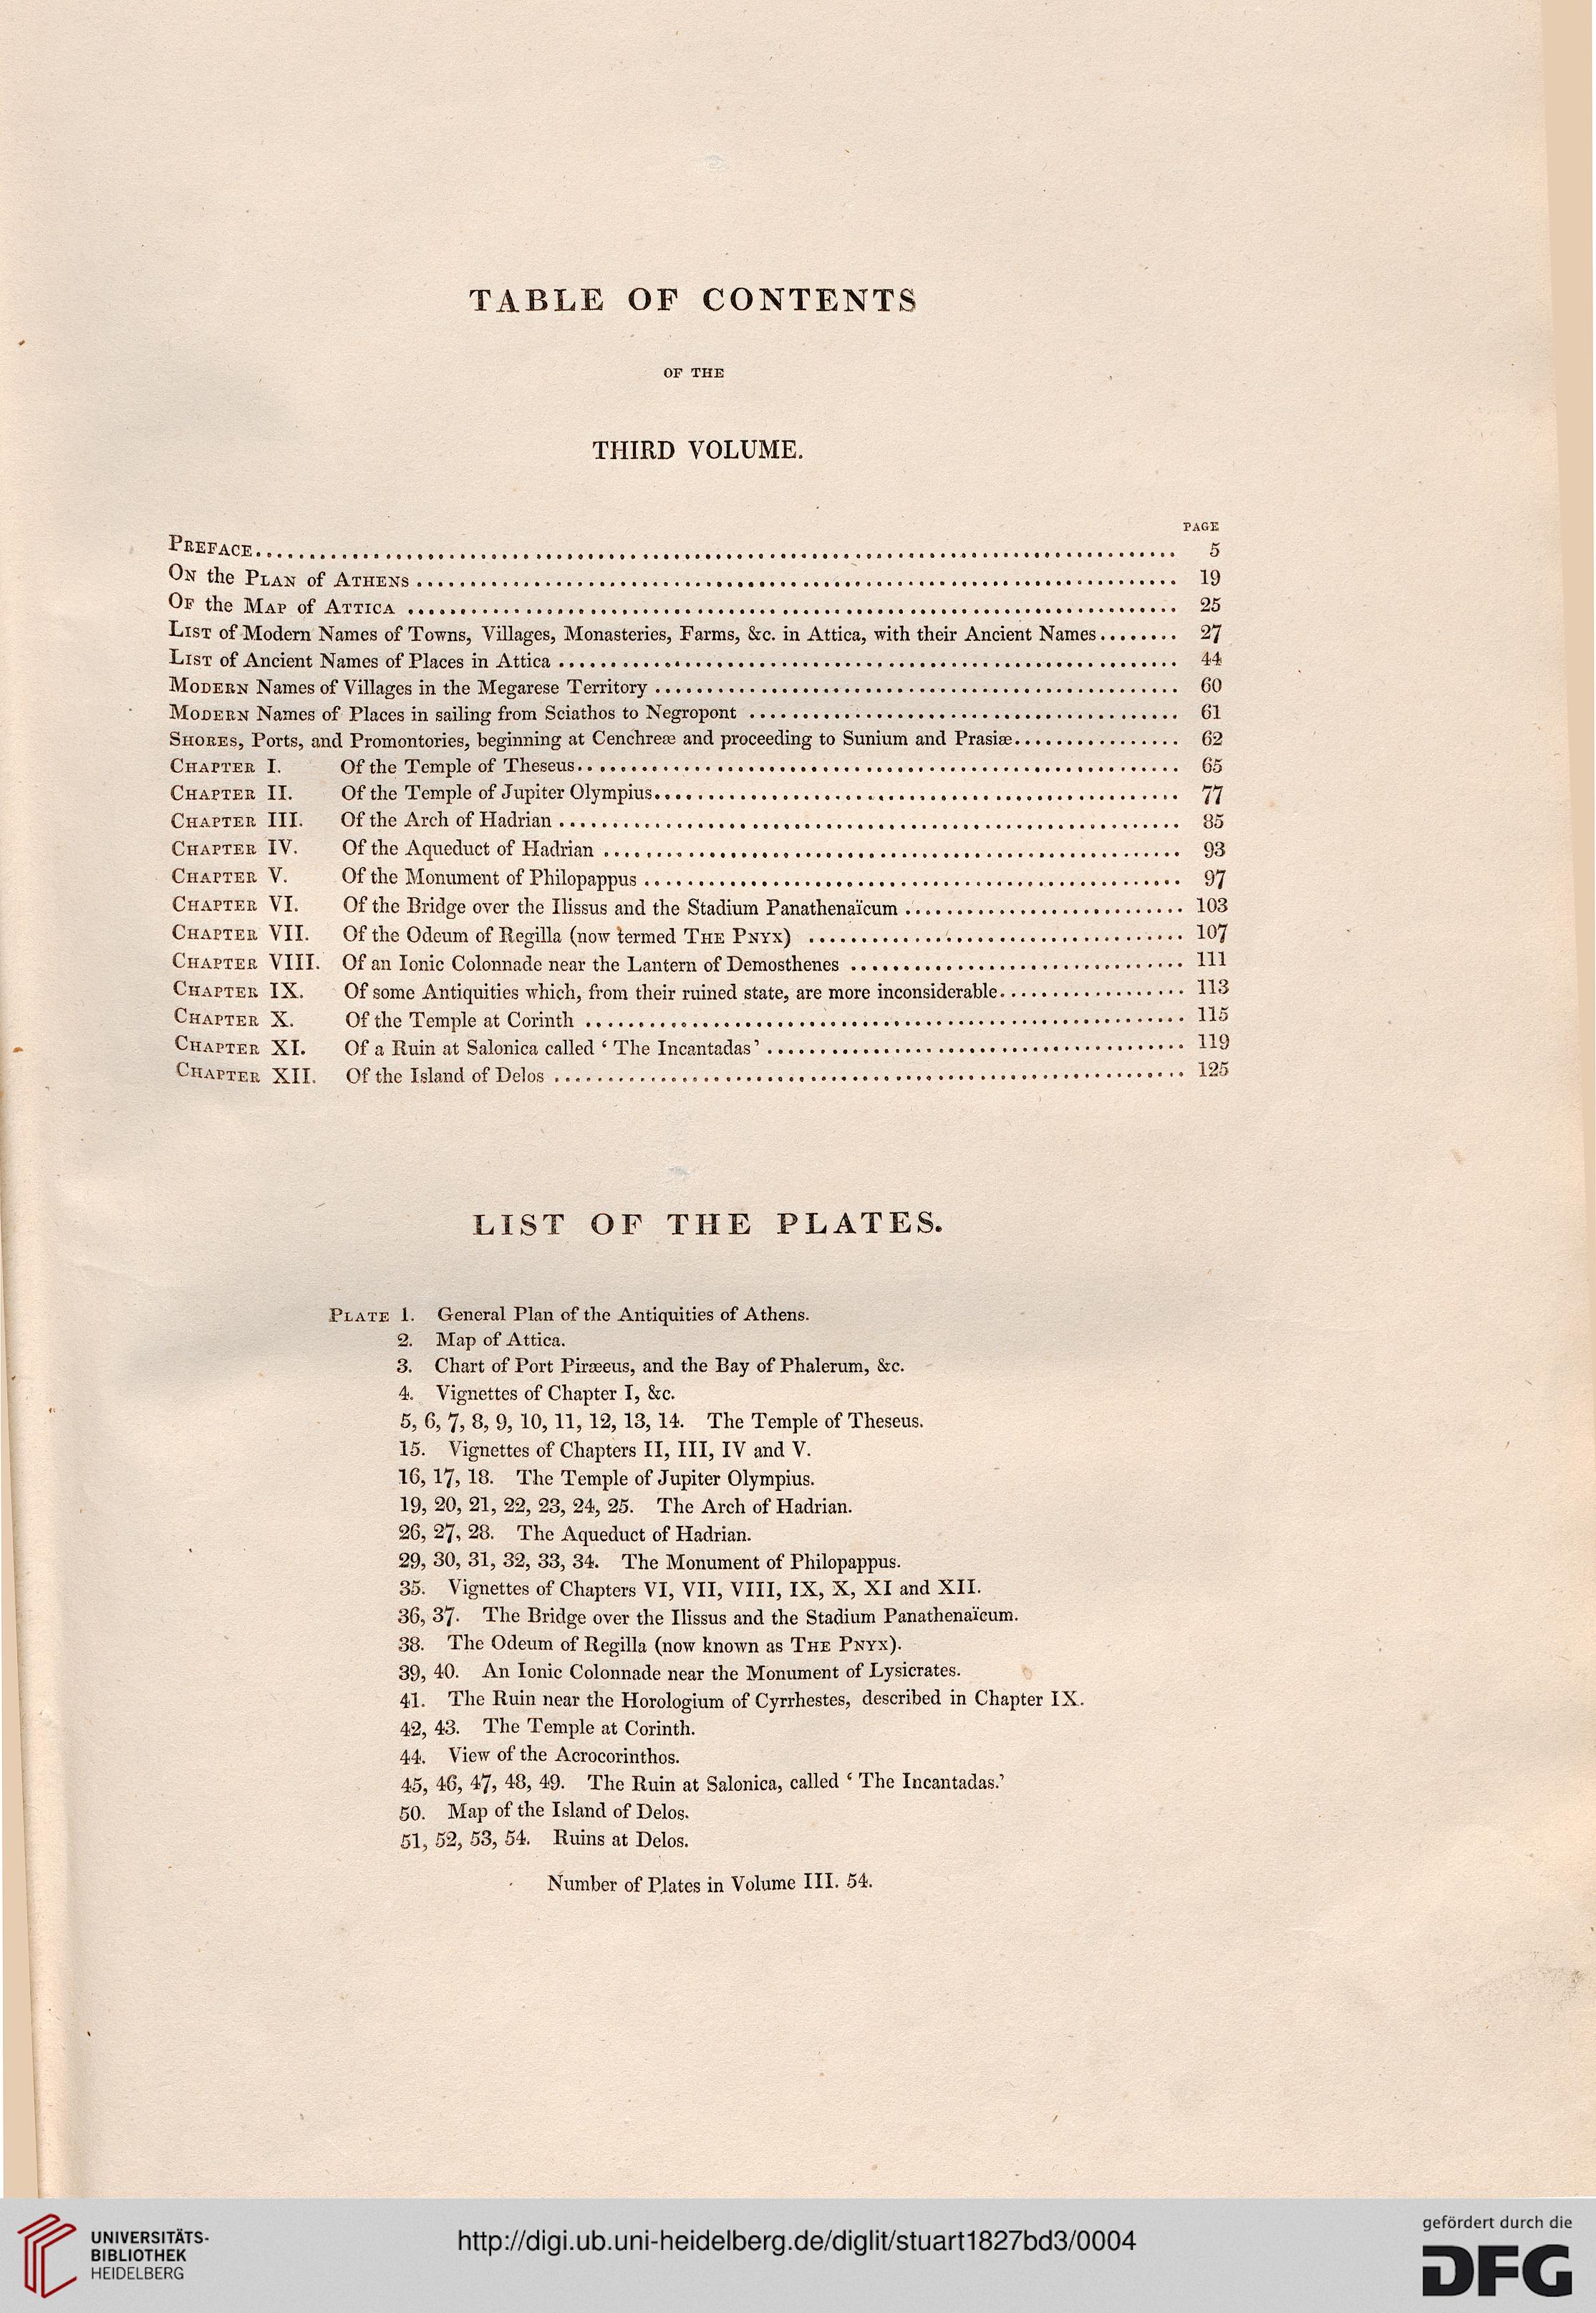 TABLE OF CONTENTS
OF THE
THIRD VOLUME.
PAGE
PREFACE........ 5
ON the PLAN of ATHENS ........ 19
OF the MAP of ATTICA ........ 25
LIST of Modern Names of Towns, Villages, Monasteries, Farms, &c. in Attica, with their Ancient Names........ 27
LIST of Ancient Names of Places in Attica ........ 44
MODERN Names of Villages in the Megarese Territory ........ 60
MODERN Names of Places in sailing from Sciathos to Negropont ........ 61
SHORES, Ports, and Promontories, beginning at Cenchreæ and proceeding to Sunium and Prasiæ........ 62
CHAPTER I. Of the Temple of Theseus........ 65
CHAPTER II. Of the Temple of Jupiter Olympius........ 77
CHAPTER III. Of the Arch of Hadrian ........ 85
CHAPTER IV. Of the Aqueduct of Hadrian ........ 93
CHAPTER V. Of the Monument of Philopappus ........ 97
CHAPTER VI. Of the Bridge over the Ilissus and the Stadium Panathenaïcum ........ 103
CHAPTER VII. Of the Odeum of Regilla (now termed THE PNYX) ........ 107
CHAPTER VIII. Of an Ionic Colonnade near the Lantern of Demosthenes ........ 111
CHAPTER IX. Of some Antiquities which, from their ruined state, are more inconsiderable........ 113
CHAPTER X. Of the Temple at Corinth ........ 115
CHAPTER XI. Of a Ruin at Salonica called ‘ The Incantadas’ ........ 119
CHAPTER XII. Of the Island of Delos ........ 125
LIST OF THE PLATES.
PLATE 1. General Plan of the Antiquities of Athens.
2. Map of Attica.
3. Chart of Port Piræeus, and the Bay of Phalerum, &c.
4. Vignettes of Chapter I, &c.
5, 6, 7, 8, 9, 10, 11, 12, 13, 14. The Temple of Theseus.
15. Vignettes of Chapters II, III, IV and V.
16, 17, 18. The Temple of Jupiter Olympius.
19, 20, 21, 22, 23, 24, 25. The Arch of Hadrian.
26, 27, 28. The Aqueduct of Hadrian.
29, 30, 31, 32, 33, 34. The Monument of Philopappus.
35. Vignettes of Chapters VI, VII, VIII, IX, X, XI and XII.
36, 37. The Bridge over the Ilissus and the Stadium Panathenaïcum.
38. The Odeum of Regilla (now known as THE PNYX).
39, 40. An Ionic Colonnade near the Monument of Lysicrates.
41. The Ruin near the Horologium of Cyrrhestes, described in Chapter IX.
42, 43. The Temple at Corinth.
44. View of the Acrocorinthos.
45, 46, 47, 48, 49. The Ruin at Salonica, called ‘ The Incantadas.’
50. Map of the Island of Delos.
51, 52, 53, 54. Ruins at Delos.
Number of Plates in Volume III. 54.
UNIVERSITÄTS-
BIBLIOTHEK
HEIDELBERG
http://digi.ub.uni-heidelberg.de/diglit/stuart1827bd3/0004
gefördert durch die
DFG